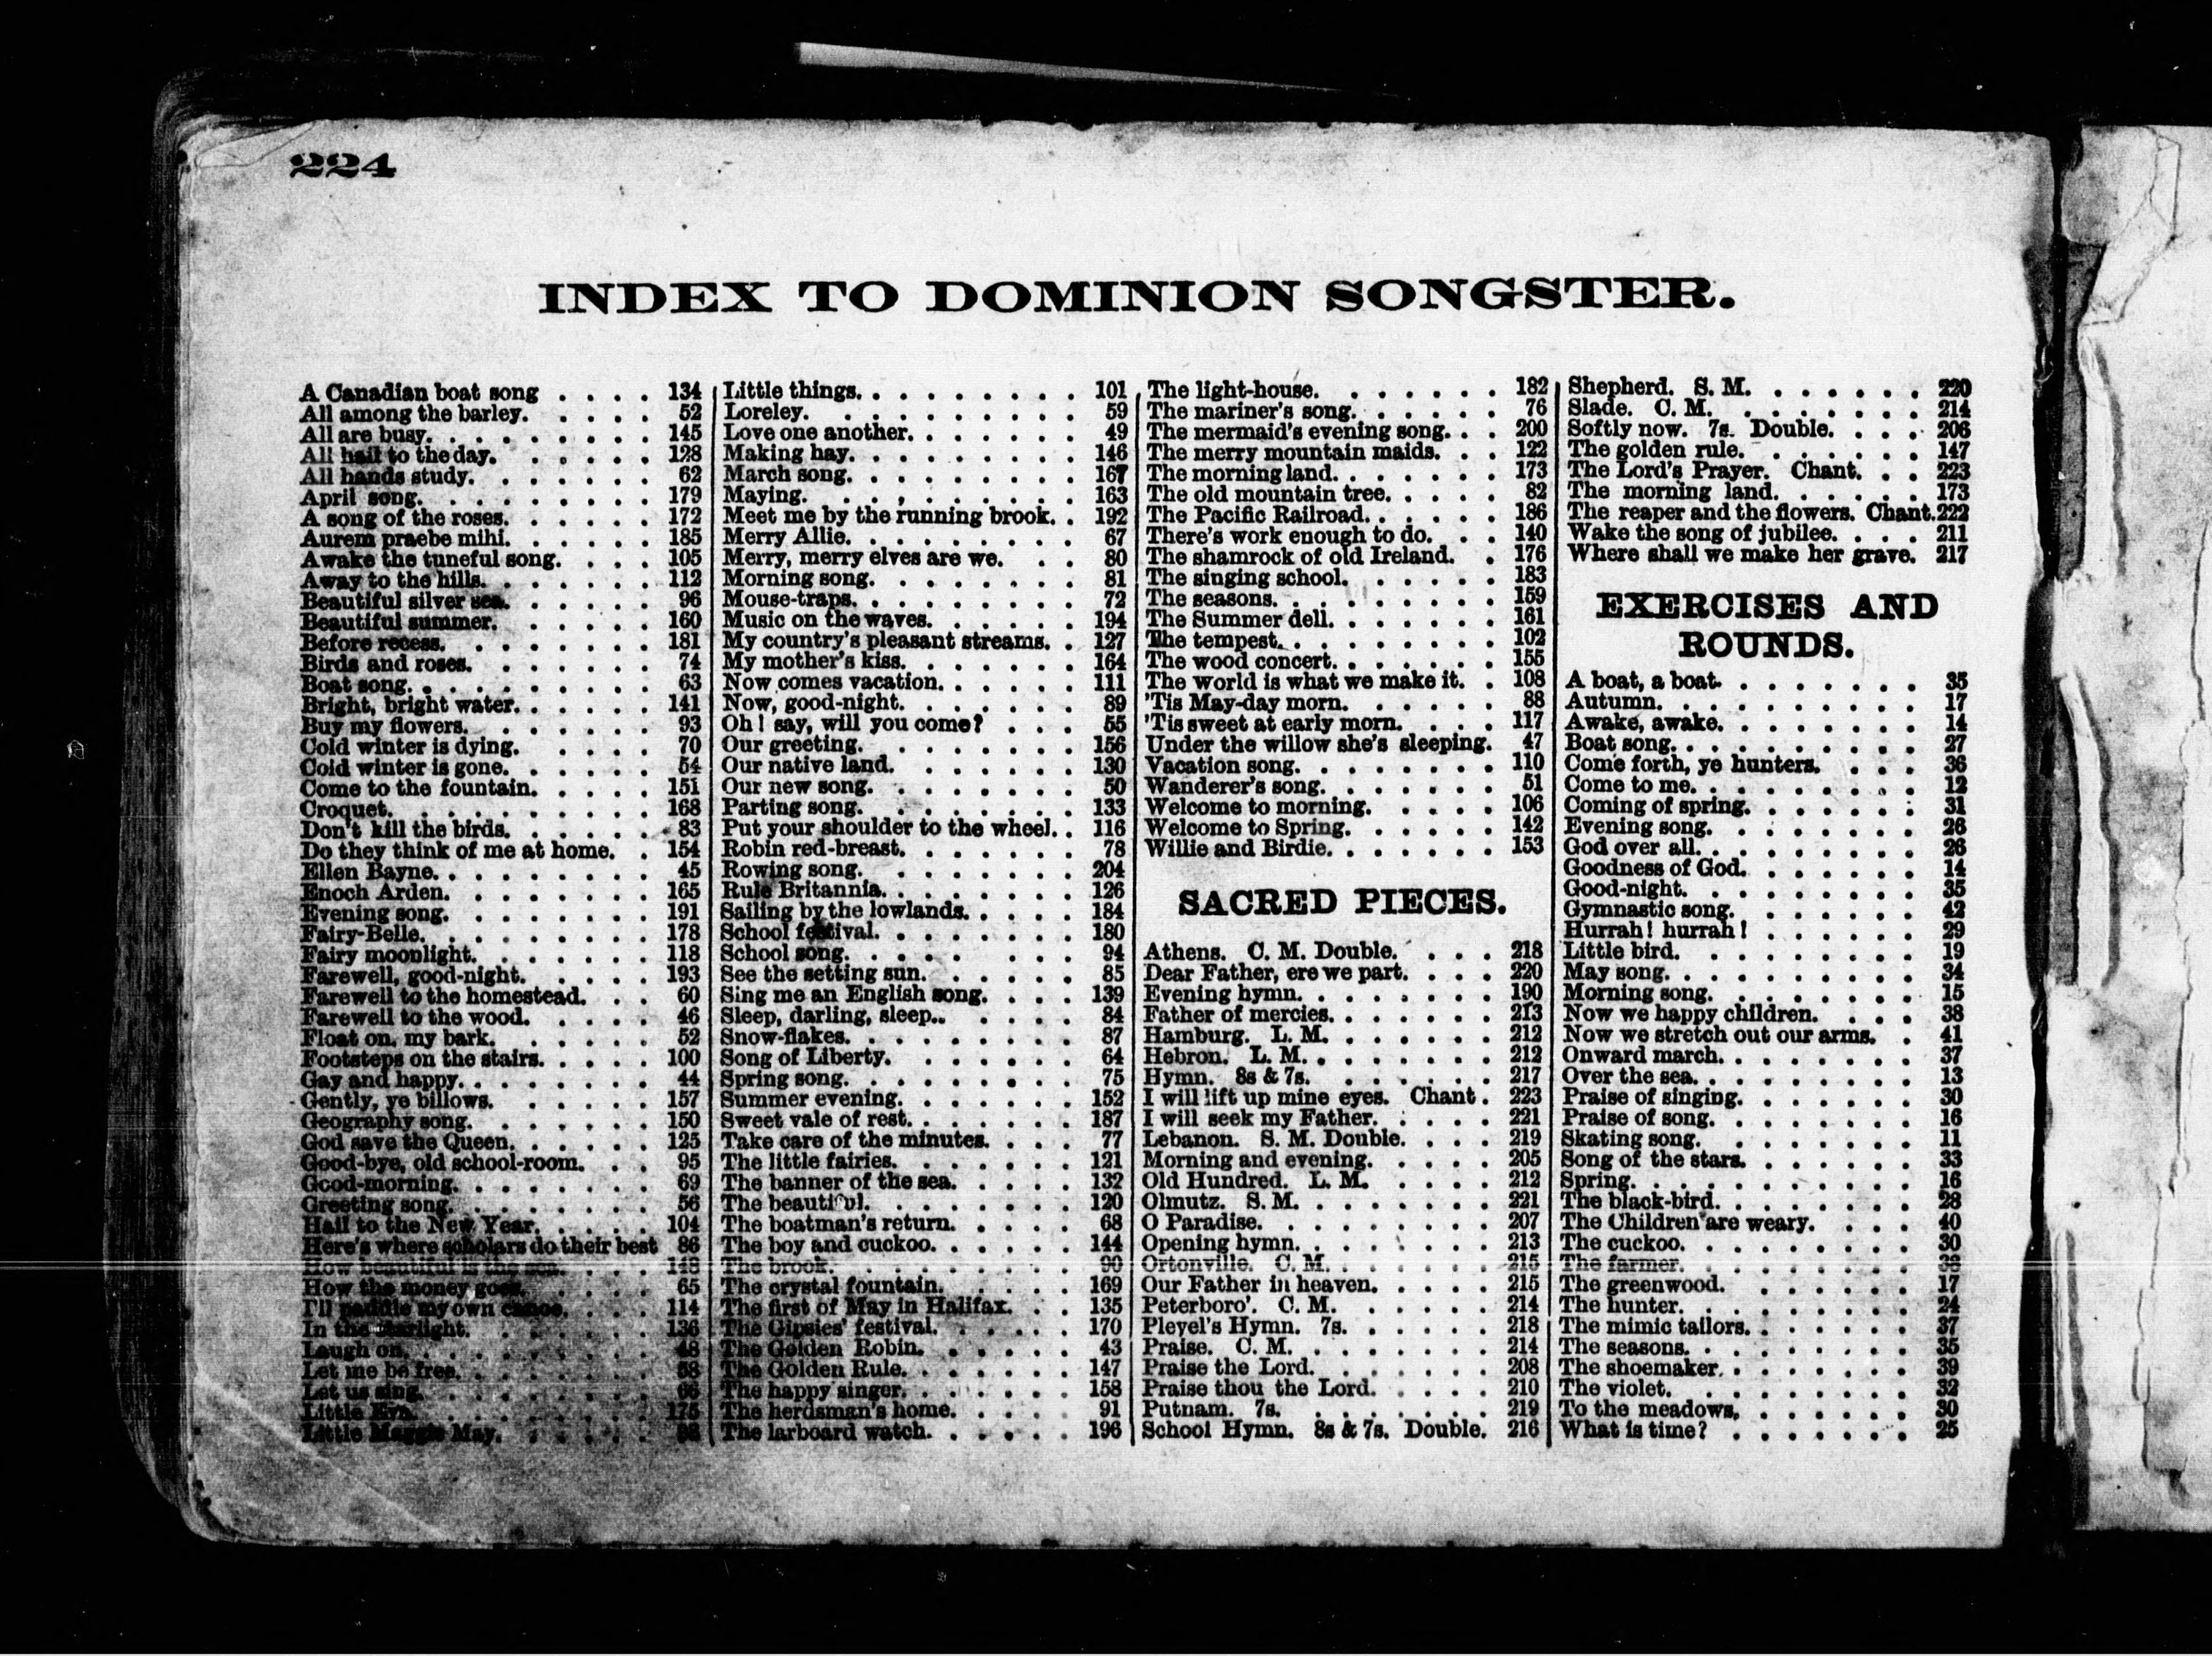 224
INDEX TO DOMINION SONGSTER.
A Canadian boat song . . . . 134
All among the barley. . . . . 52
All are busy. . . . . . . . . 145
All hail to the day. . . . . . 128
All hands study. . . . . . . 62
April song. . . . . . . . . 179
A song of the roses. . . . . . 172
Aurem praebe mihi. . . . . . 185
Awake the tuneful song. . . . 105
Away to the hills. . . . . . . 112
Beautiful silver sea. . . . . . 96
Beautiful summer. . . . . . 160
Before recess. . . . . . . . 181
Birds and roses. . . . . . . 74
Boat song. . . . . . . . . 63
Bright, bright water. . . . . . 141
Buy my flowers. . . . . . . 93
Cold winter is dying. . . . . 70
Cold winter is gone. . . . . . 54
Come to the fountain. . . . . 151
Croquet. . . . . . . . . . 168
Don't kill the birds. . . . . . 83
Do they think of me at home. . 154
Ellen Bayne. . . . . . . . . 45
Enoch Arden. . . . . . . . 165
Evening song. . . . . . . . 191
Fairy-Belle. . . . . . . . . 178
Fairy moonlight. . . . . . . 118
Farewell, good-night. . . . . 193
Farewell to the homestead. . . 60
Farewell to the wood. . . . . 46
Float on, my bark. . . . . . 52
Footsteps on the stairs. . . . . 100
Gay and happy. . . . . . . . 44
Gently, ye billows. . . . . . 157
Geography song. . . . . . . 150
God save the Queen. . . . . . 125
Good-bye, old school-room. . . 95
Good-morning. . . . . . . . 69
Greeting song. . . . . . . . 56
Hail to the New Year. . . . . 104
Here's where scholars do their best 86
How beautiful is the sea. . . . 148
How the money goes. . . . . 65
I'll paddle my own canoe. . . . 114
In the starlight. . . . . . . 136
Laugh on. . . . . . . . . 48
Let me be free. . . . . . . . 58
Let us sing. . . . . . . . . 66
Little Eva. . . . . . . . . 175
Little Maggie May. . . . . .
Little things. . . . . . . . . 101
Loreley. . . . . . . . . . 59
Love one another. . . . . . . 49
Making hay. . . . . . . . . 146
March song. . . . . . . . . 167
Maying. . . . . . . . . . 163
Meet me by the running brook. . 192
Merry Allie. . . . . . . . . 67
Merry, merry elves are we. . . 80
Morning song. . . . . . . . 81
Mouse-traps. . . . . . . . . 72
Music on the waves. . . . . . 194
My country's pleasant streams. . 127
My mother's kiss. . . . . . . 164
Now comes vacation. . . . . . 111
Now, good-night. . . . . . . 89
Oh! say, will you come? . . . 55
Our greeting. . . . . . . . 156
Our native land. . . . . . . 130
Our new song. . . . . . . . 50
Parting song. . . . . . . . 133
Put your shoulder to the wheel. . 116
Robin red-breast. . . . . . . 78
Rowing song. . . . . . . . 204
Rule Britannia. . . . . . . . 126
Sailing by the lowlands. . . . . 184
School festival. . . . . . . . 180
School song. . . . . . . . . 94
See the setting sun. . . . . . 85
Sing me an English song. . . . 139
Sleep, darling, sleep.. . . . . 84
Snow-flakes. . . . . . . . . 87
Song of Liberty. . . . . . . 64
Spring song. . . . . . . . . 75
Summer evening. . . . . . . 152
Sweet vale of rest. . . . . . . 187
Take care of the minutes. . . . 77
The little fairies. . . . . . . 121
The banner of the sea. . . . . 132
The beautiful. . . . . . . . 120
The boatman's return. . . . . 68
The boy and cuckoo. . . . . . 144
The brook. . . . . . . . . 90
The crystal fountain. . . . . 169
The first of May in Halifax. . . 135
The Gipsies' festival. . . . . . 170
The Golden Robin. . . . . . 43
The Golden Rule. . . . . . . 147
The happy singer. . . . . . . 158
The herdsman's home. . . . . 91
The larboard watch. . . . . . 196
The light-house. . . . . . . 182
The mariner's song. . . . . . 76
The mermaid's evening song. . . 200
The merry mountain maids. . . 122
The morning land. . . . . . . 173
The old mountain tree. . . . . 82
The Pacific Railroad. . . . . . 186
There's work enough to do. . . 140
The shamrock of old Ireland. . 176
The singing school. . . . . . 183
The seasons. . . . . . . . . 159
The Summer dell. . . . . . . 161
The tempest. . . . . . . . . 102
The wood concert. . . . . . . 155
The world is what we make it. . 108
'Tis May-day morn. . . . . . 88
'Tis sweet at early morn. . . . 117
Under the willow she's sleeping. 47
Vacation song. . . . . . . . 110
Wanderer's song. . . . . . . 51
Welcome to morning. . . . . 106
Welcome to Spring. . . . . . 142
Willie and Birdie. . . . . . . 153
SACRED PIECES.
Athens. C. M. Double. . . . 218
Dear Father, ere we part. . . . 220
Evening hymn. . . . . . . . 190
Father of mercies. . . . . . . 213
Hamburg. L. M. . . . . . . 212
Hebron. L. M. . . . . . . . 212
Hymn. 8s & 7s. . . . . . . 217
I will lift up mine eyes. Chant . 223
I will seek my Father. . . . . 221
Lebanon. S. M. Double. . . . 219
Morning and evening. . . . . 205
Old Hundred. L. M. . . . . 212
Olmutz. S. M. . . . . . . . 221
O Paradise. . . . . . . . . 207
Opening hymn. . . . . . . . 213
Ortonville. C. M. . . . . . . 215
Our Father in heaven. . . . . 215
Peterboro'. C. M. . . . . . 214
Pleyel's Hymn. 7s. . . . . . 218
Praise. C. M. . . . . . . . 214
Praise the Lord. . . . . . . 208
Praise thou the Lord. . . . . 210
Putnam. 7s. . . . . . . . 219
School Hymn. 8s & 7s. Double. 216
Shepherd. S. M. . . . . . . 220
Slade. C. M. . . . . . . . 214
Softly now. 7s. Double. . . . 206
The golden rule. . . . . . . 147
The Lord's Prayer. Chant. . . 223
The morning land. . . . . . 173
The reaper and the flowers. Chant. 222
Wake the song of jubilee. . . . 211
Where shall we make her grave. 217
EXERCISES AND
ROUNDS.
A boat, a boat. . . . . . . . 35
Autumn. . . . . . . . . . 17
Awake, awake. . . . . . . . 14
Boat song. . . . . . . . . . 27
Come forth, ye hunters. . . . 36
Come to me. . . . . . . . . 12
Coming of spring. . . . . . . 31
Evening song. . . . . . . . 26
God over all. . . . . . . . . 26
Goodness of God. . . . . . . 14
Good-night. . . . . . . . . 35
Gymnastic song. . . . . . . 42
Hurrah! hurrah! . . . . . . 29
Little bird. . . . . . . . . 19
May song. . . . . . . . . . 34
Morning song. . . . . . . . 15
Now we happy children. . . . 38
Now we stretch out our arms. . 41
Onward march. . . . . . . . 37
Over the sea. . . . . . . . . 13
Praise of singing. . . . . . . 30
Praise of song. . . . . . . . 16
Skating song. . . . . . . . 11
Song of the stars. . . . . . . 33
Spring. . . . . . . . . . . 16
The black-bird. . . . . . . . 28
The Children are weary. . . . 40
The cuckoo. . . . . . . . . 30
The farmer. . . . . . . . .
The greenwood. . . . . . . 17
The hunter. . . . . . . . . 24
The mimic tailors. . . . . . . 37
The seasons. . . . . . . . . 35
The shoemaker. . . . . . . . 39
The violet. . . . . . . . . 32
To the meadows. . . . . . . 30
What is time? . . . . . . . 25